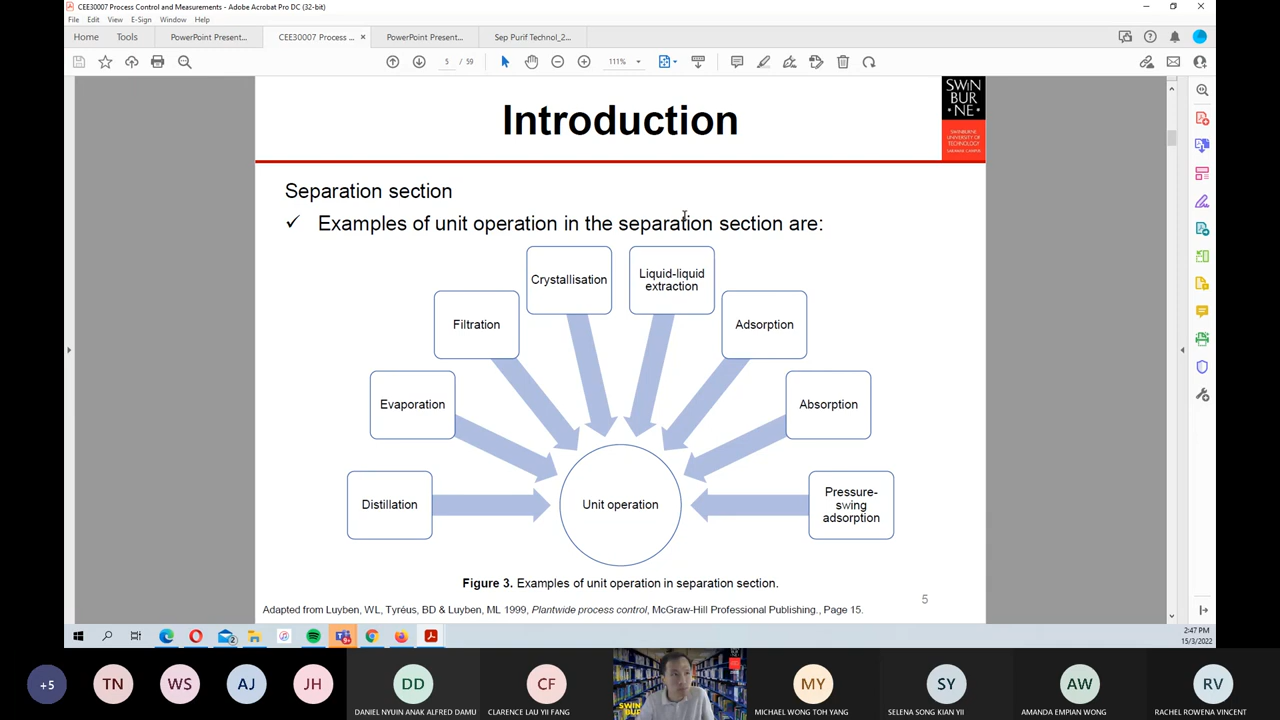 CEE30007 Process Control and Measurements - Adobe Acrobat Pro DC (32-bit)
File Edit View E-Sign Window Help
Home Tools PowerPoint Present... CEE30007 Process ... × PowerPoint Present... Sep Purif Technol_2...
5 / 59 111%
Introduction
SWIN
BUR
NE
SWINBURNE
UNIVERSITY OF
TECHNOLOGY
Separation section
✓ Examples of unit operation in the separation section are:
Crystallisation
Liquid-liquid
extraction
Filtration
Adsorption
Evaporation
Absorption
Distillation
Unit operation
Pressure-
swing
adsorption
Figure 3. Examples of unit operation in separation section.
5
Adapted from Luyben, WL, Tyréus, BD & Luyben, ML 1999, Plantwide process control, McGraw-Hill Professional Publishing., Page 15.
2:47 PM
15/3/2022
+5 TN WS AJ JH DD CF MY SY AW RV
SWIN
BUR
DANIEL NYUIN ANAK ALFRED DAMU CLARENCE LAU YII FANG MICHAEL WONG TOH YANG SELENA SONG KIAN YII AMANDA EMPIAN WONG RACHEL ROWENA VINCENT